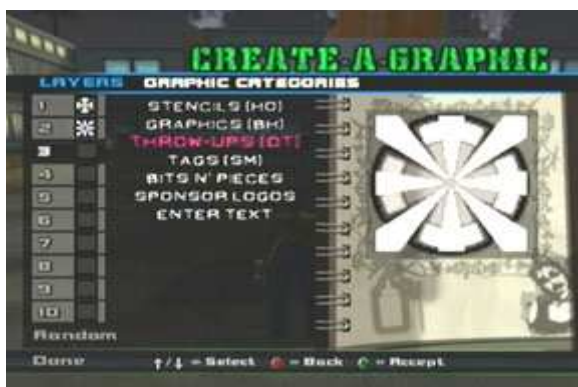 CREATE-A-GRAPHIC
LAYERS GRAPHIC CATEGORIES
1 STENCILS (HO)
2 GRAPHICS (BH)
3 THROW-UPS (OT)
4 TAGS (SM)
5 BITS N' PIECES
6 SPONSOR LOGOS
7 ENTER TEXT
8
9
10
Random
Done ↑/↓ = Select = Back = Accept